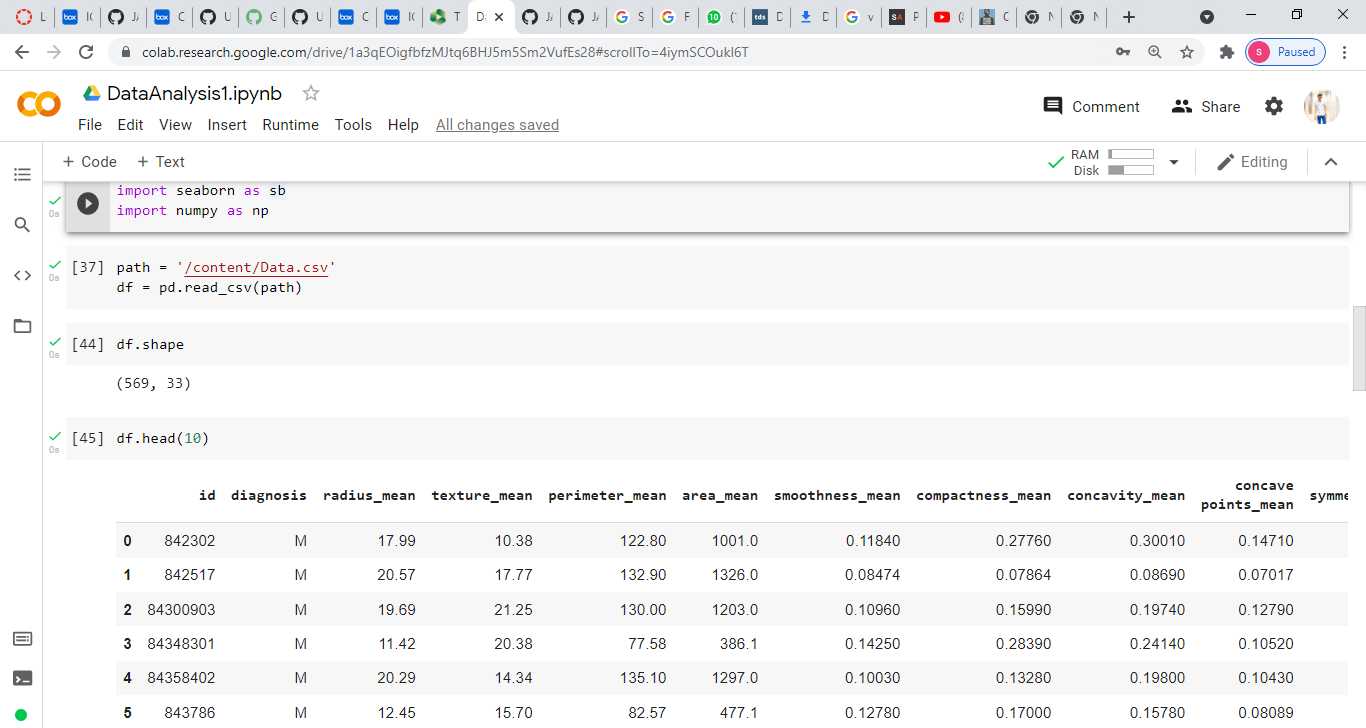 L
box
C
U
G
U
box
C
box
T
Da
G S
G F
10
tds
D
D
G v
SA
P
C
N
N
colab.research.google.com/drive/1a3qEOigfbfzMJtq6BHJ5m5Sm2VufEs28#scrollTo=4iymSCOukI6T
S Paused
DataAnalysis1.ipynb
Comment Share
File Edit View Insert Runtime Tools Help All changes saved
+ Code + Text
RAM
Disk
Editing
import seaborn as sb
0s
import numpy as np
[37] path = '/content/Data.csv'
0s
df = pd.read_csv(path)
[44] df.shape
0s
(569, 33)
[45] df.head(10)
0s
id diagnosis radius_mean texture_mean perimeter_mean area_mean smoothness_mean compactness_mean concavity_mean concave points_mean symme
0 842302 M 17.99 10.38 122.80 1001.0 0.11840 0.27760 0.30010 0.14710
1 842517 M 20.57 17.77 132.90 1326.0 0.08474 0.07864 0.08690 0.07017
2 84300903 M 19.69 21.25 130.00 1203.0 0.10960 0.15990 0.19740 0.12790
3 84348301 M 11.42 20.38 77.58 386.1 0.14250 0.28390 0.24140 0.10520
4 84358402 M 20.29 14.34 135.10 1297.0 0.10030 0.13280 0.19800 0.10430
5 843786 M 12.45 15.70 82.57 477.1 0.12780 0.17000 0.15780 0.08089